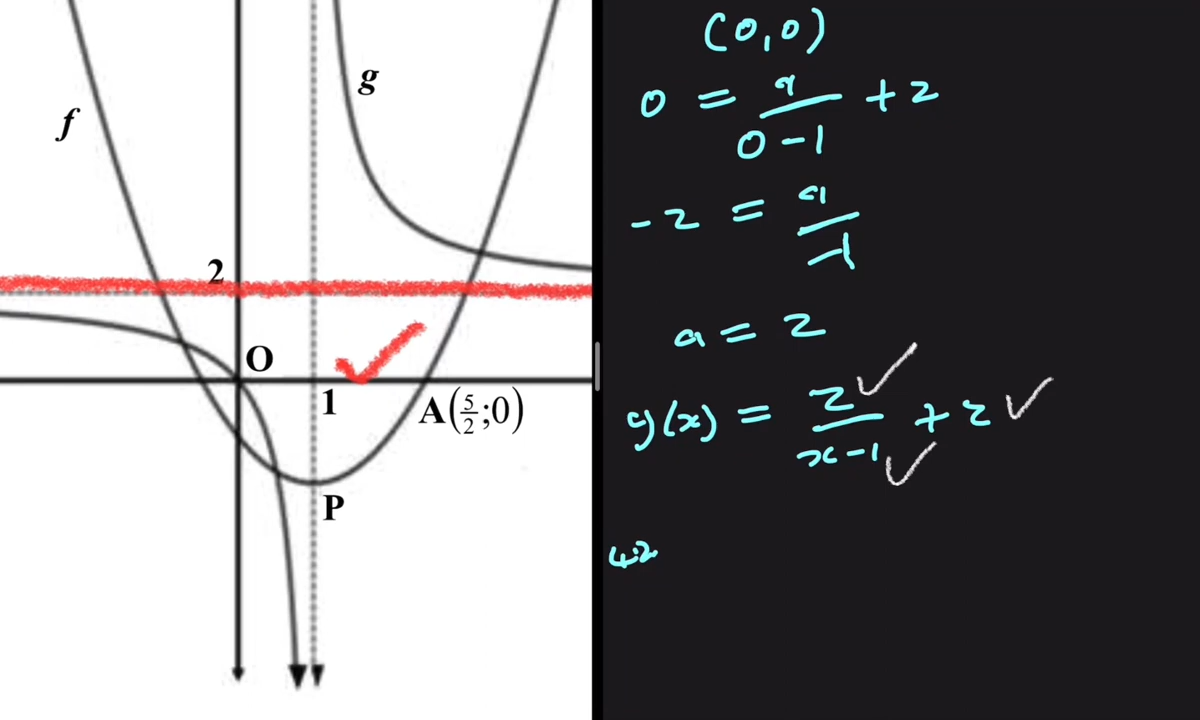 f
g
2
O
1
A(5/2;0)
P
(0,0)
0 = a/(0-1) + 2
-2 = a/-1
a = 2
g(x) = 2/(x-1) + 2
4.2